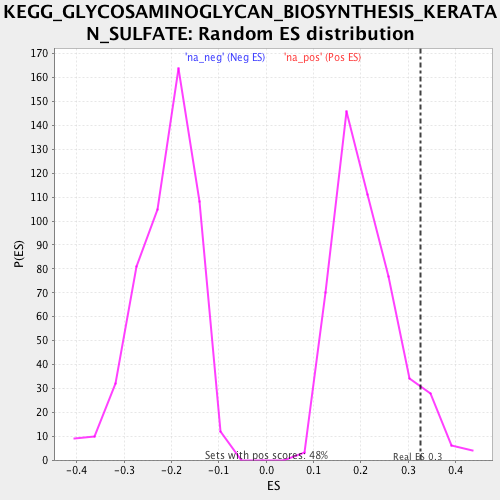 KEGG_GLYCOSAMINOGLYCAN_BIOSYNTHESIS_KERATA
N_SULFATE: Random ES distribution
'na_neg' (Neg ES) 'na_pos' (Pos ES)
170
160
150
140
130
120
110
100
90
80
70
60
50
40
30
20
10
0
P(ES)
Sets with pos scores: 48%
Real ES 0.3
-0.4 -0.3 -0.2 -0.1 0.0 0.1 0.2 0.3 0.4
ES